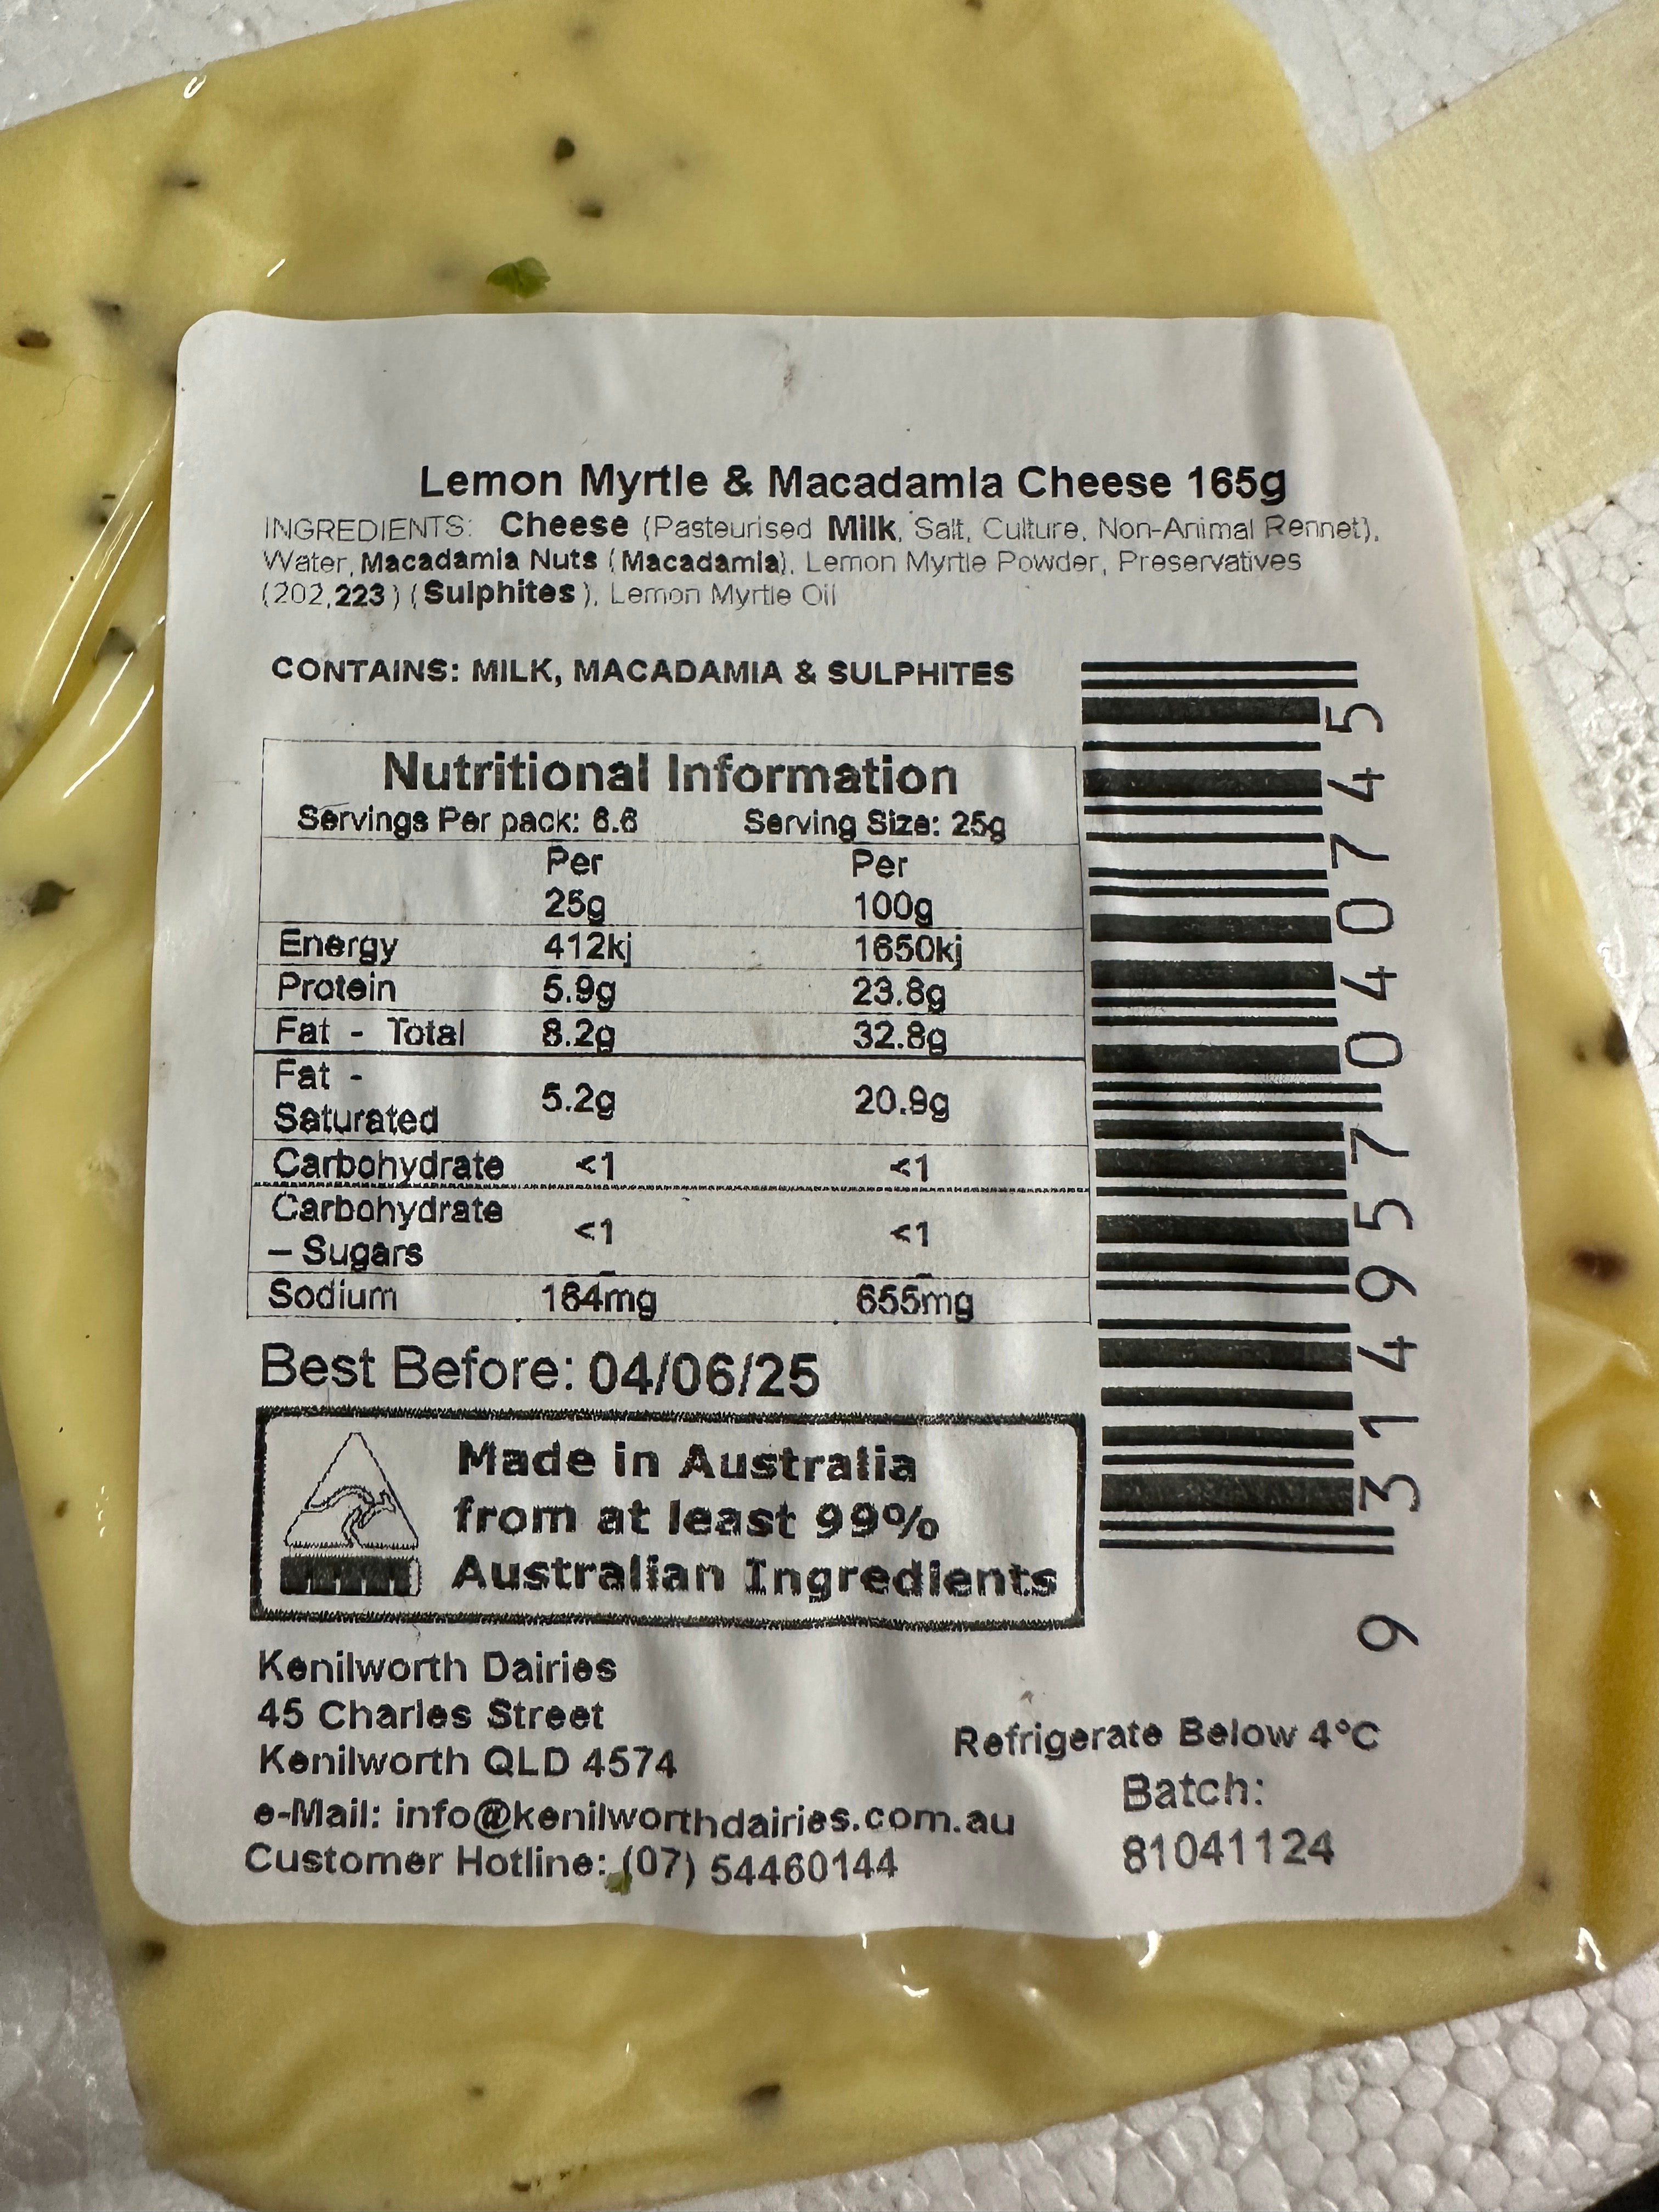 Lemon Myrtle & Macadamia Cheese 165g
INGREDIENTS: Cheese (Pasteurised Milk, Salt, Culture, Non-Animal Rennet),
Water, Macadamia Nuts (Macadamia), Lemon Myrtle Powder, Preservatives
(202,223) (Sulphites), Lemon Myrtle Oil
CONTAINS: MILK, MACADAMIA & SULPHITES
Nutritional Information
Servings Per pack: 6.6 Serving Size: 25g
Per Per
25g 100g
Energy 412kj 1650kj
Protein 5.9g 23.8g
Fat - Total 8.2g 32.8g
Fat -
Saturated 5.2g 20.9g
Carbohydrate <1 <1
Carbohydrate
– Sugars <1 <1
Sodium 164mg 655mg
Best Before: 04/06/25
Made in Australia
from at least 99%
Australian Ingredients
Kenilworth Dairies
45 Charles Street
Kenilworth QLD 4574
e-Mail: info@kenilworthdairies.com.au
Customer Hotline: (07) 54460144
Refrigerate Below 4°C
Batch:
81041124
9 314957 040745